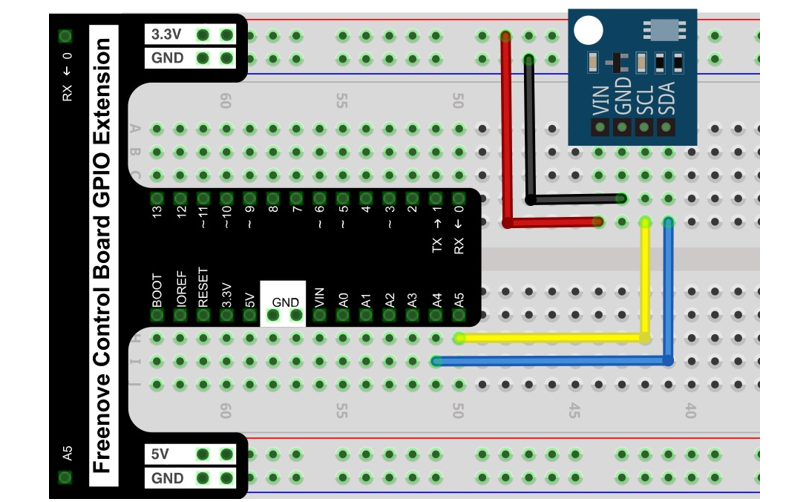 RX ← 0
A5
Freenove Control Board GPIO Extension
3.3V
GND
60
55
50
A
B
C
13
12
~11
~10
~ 9
8
7
~ 6
~ 5
4
~ 3
2
TX → 1
RX ← 0
BOOT
IOREF
RESET
3.3V
5V
GND
VIN
A0
A1
A2
A3
A4
A5
H
I
J
60
55
50
45
40
5V
GND
VIN
GND
SCL
SDA